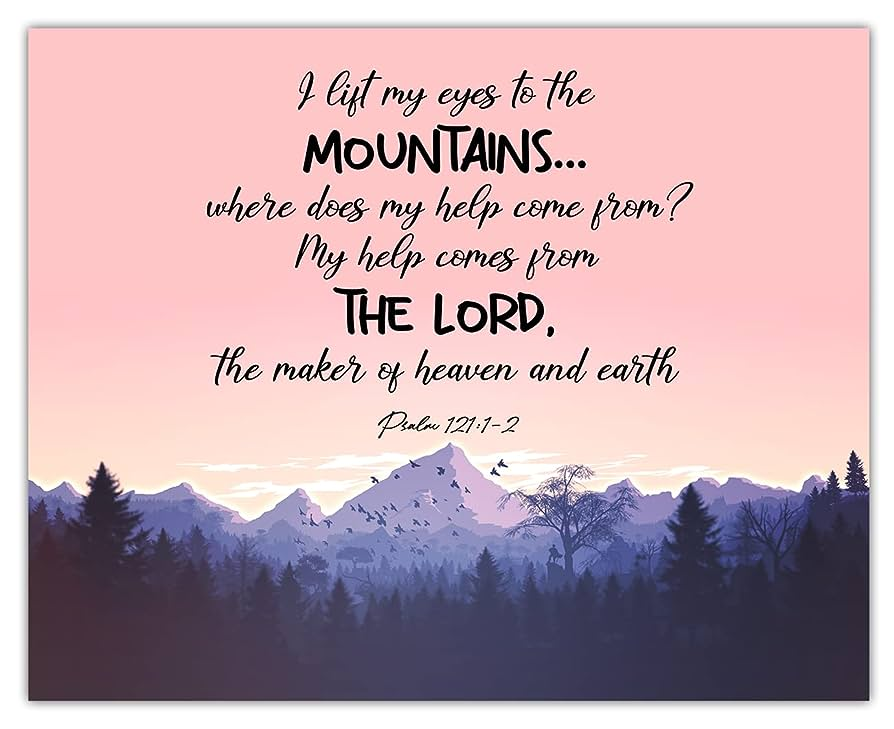 I lift my eyes to the
MOUNTAINS...
where does my help come from?
My help comes from
THE LORD,
the maker of heaven and earth
Psalm 121:1-2